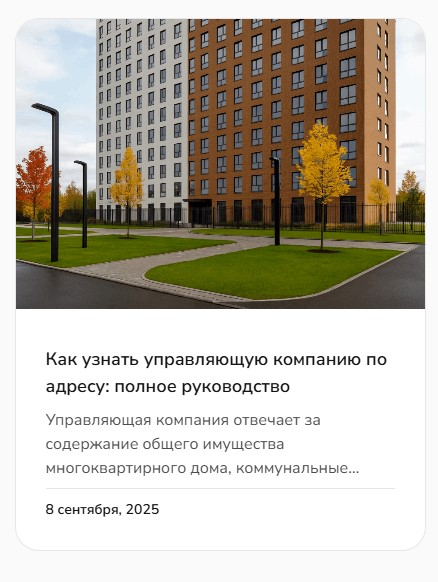 Как узнать управляющую компанию по
адресу: полное руководство
Управляющая компания отвечает за
содержание общего имущества
многоквартирного дома, коммунальные...
8 сентября, 2025